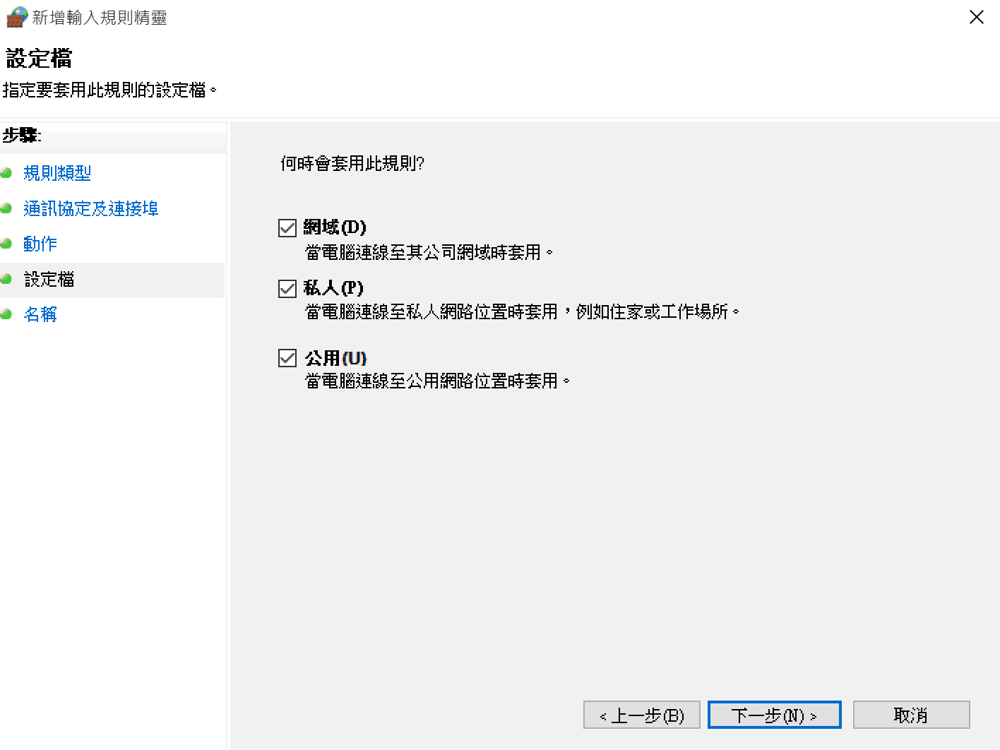 新增輸入規則精靈
設定檔
指定要套用此規則的設定檔。
步驟:
規則類型
通訊協定及連接埠
動作
設定檔
名稱
何時會套用此規則?
網域(D)
當電腦連線至其公司網域時套用。
私人(P)
當電腦連線至私人網路位置時套用，例如住家或工作場所。
公用(U)
當電腦連線至公用網路位置時套用。
< 上一步(B)
下一步(N) >
取消